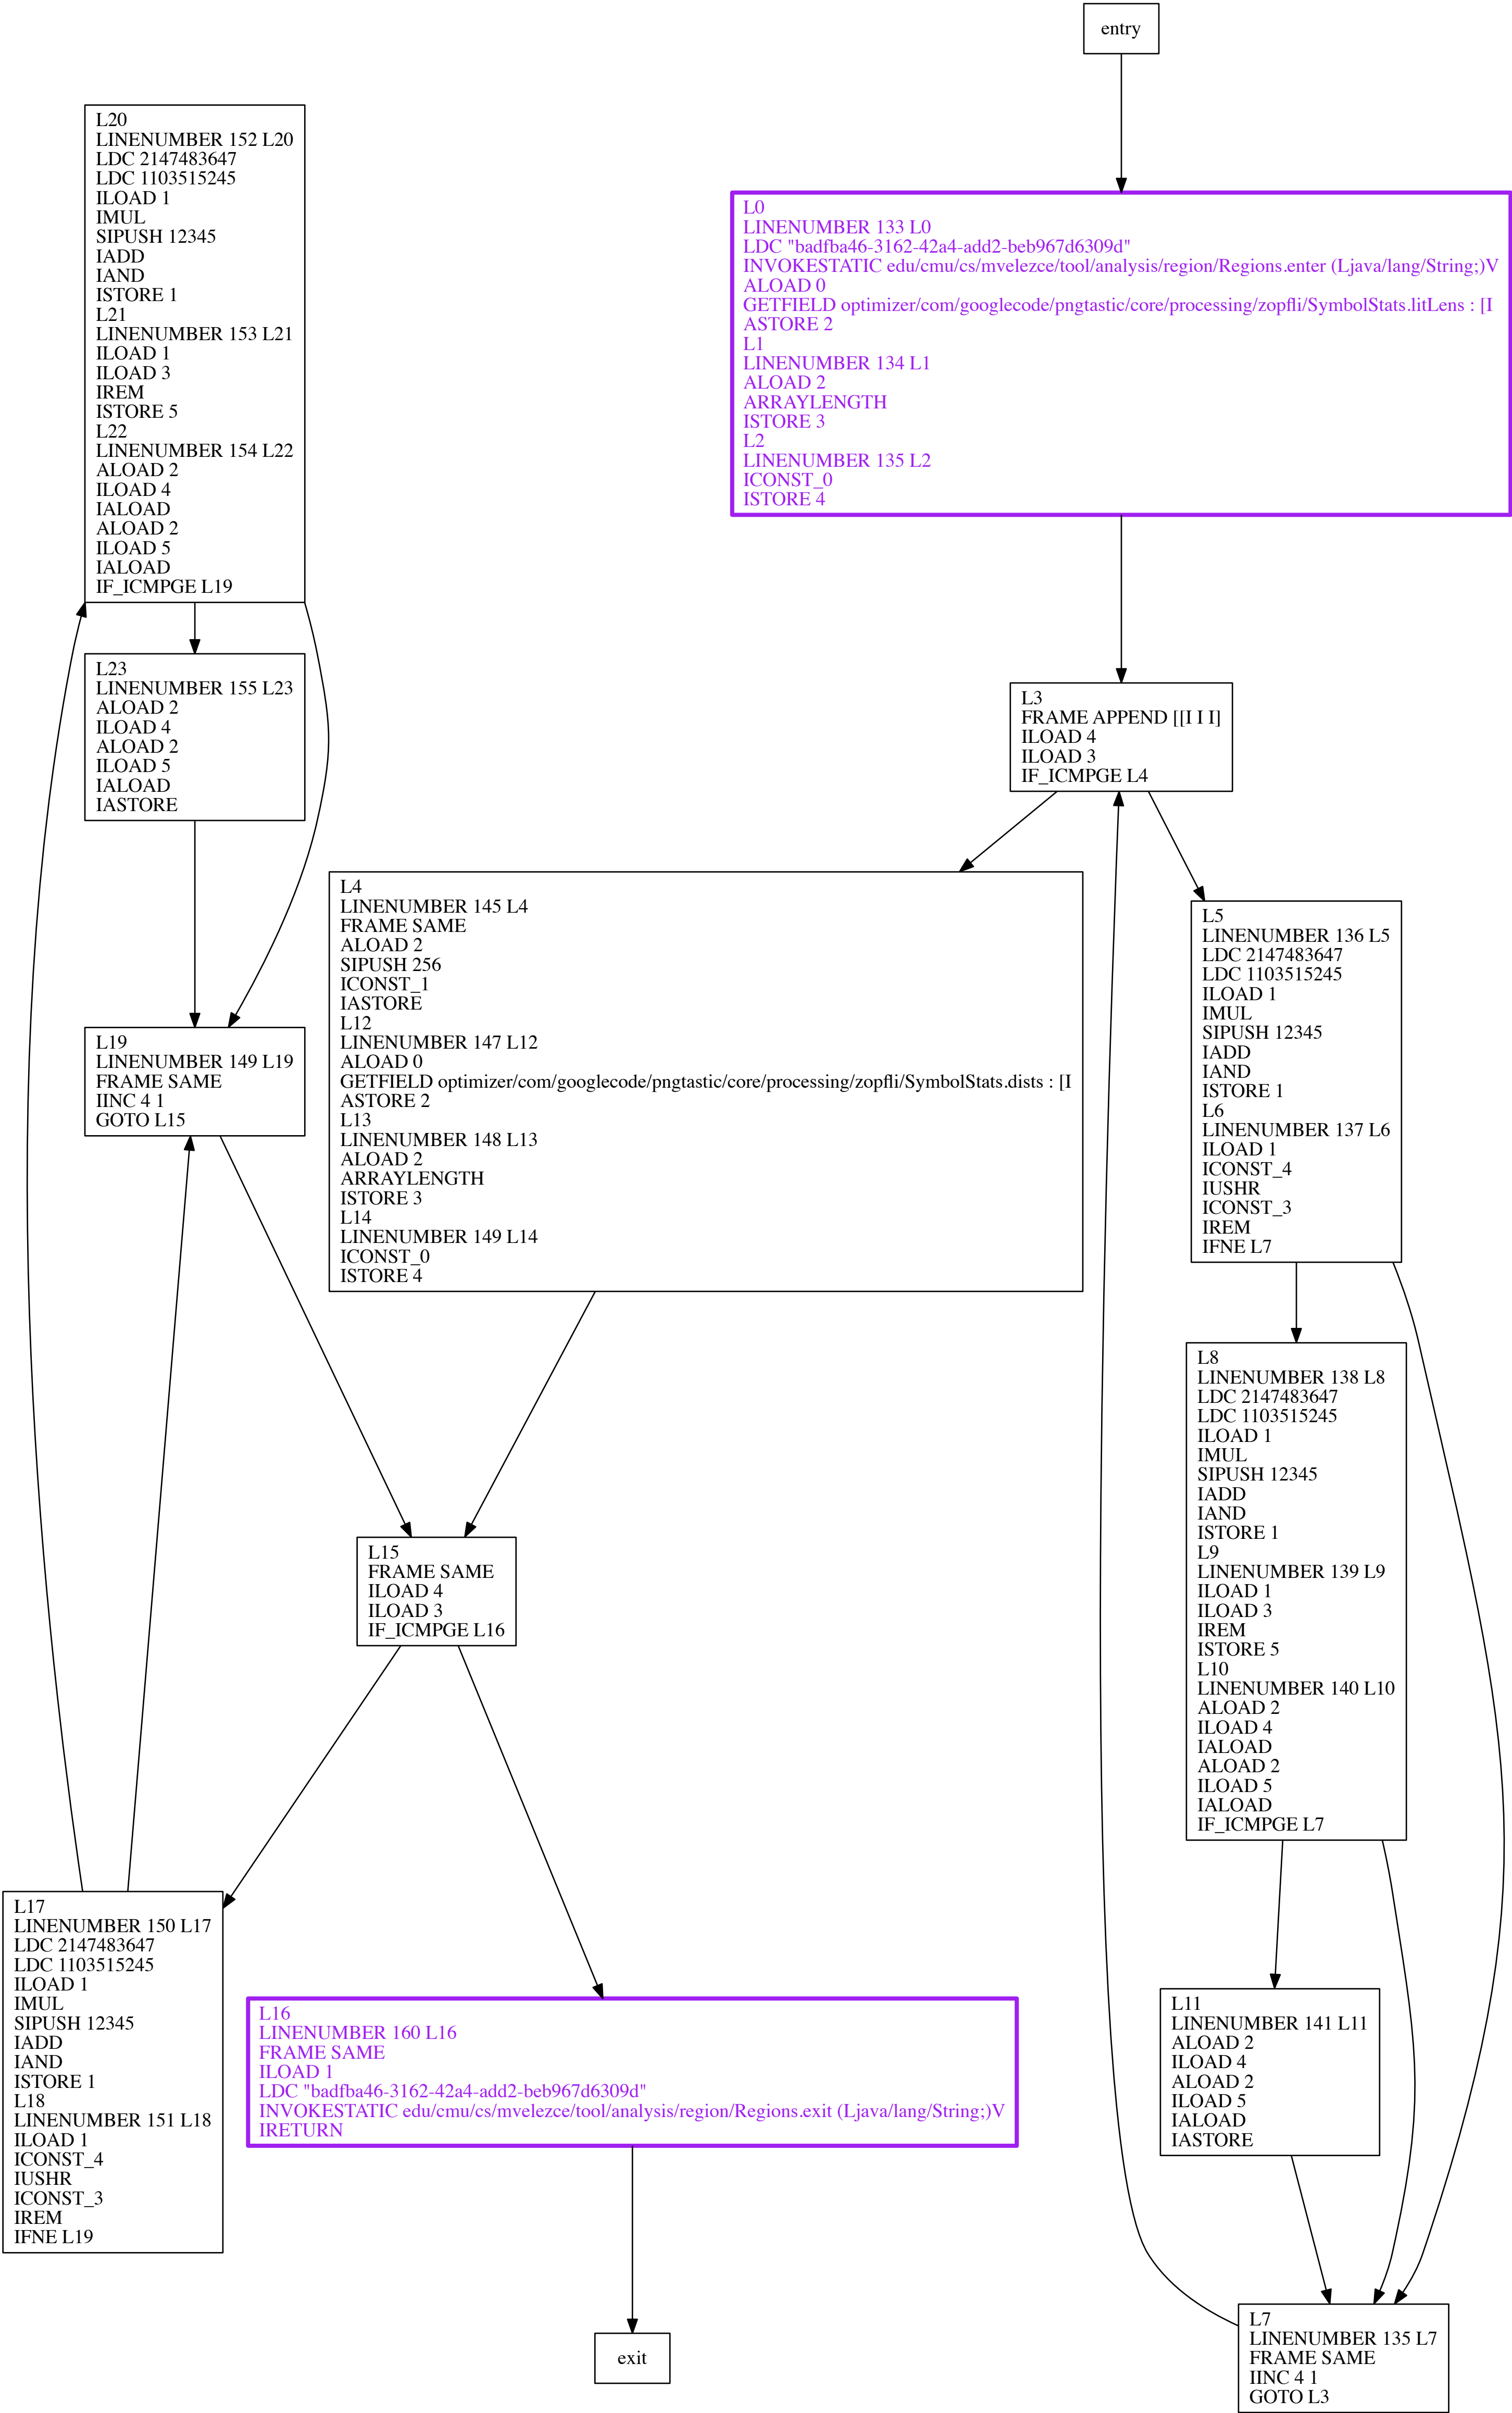 entry
L0
LINENUMBER 133 L0
LDC "badfba46-3162-42a4-add2-beb967d6309d"
INVOKESTATIC edu/cmu/cs/mvelezce/tool/analysis/region/Regions.enter (Ljava/lang/String;)V
ALOAD 0
GETFIELD optimizer/com/googlecode/pngtastic/core/processing/zopfli/SymbolStats.litLens : [I
ASTORE 2
L1
LINENUMBER 134 L1
ALOAD 2
ARRAYLENGTH
ISTORE 3
L2
LINENUMBER 135 L2
ICONST_0
ISTORE 4
L3
FRAME APPEND [[I I I]
ILOAD 4
ILOAD 3
IF_ICMPGE L4
L5
LINENUMBER 136 L5
LDC 2147483647
LDC 1103515245
ILOAD 1
IMUL
SIPUSH 12345
IADD
IAND
ISTORE 1
L6
LINENUMBER 137 L6
ILOAD 1
ICONST_4
IUSHR
ICONST_3
IREM
IFNE L7
L8
LINENUMBER 138 L8
LDC 2147483647
LDC 1103515245
ILOAD 1
IMUL
SIPUSH 12345
IADD
IAND
ISTORE 1
L9
LINENUMBER 139 L9
ILOAD 1
ILOAD 3
IREM
ISTORE 5
L10
LINENUMBER 140 L10
ALOAD 2
ILOAD 4
IALOAD
ALOAD 2
ILOAD 5
IALOAD
IF_ICMPGE L7
L11
LINENUMBER 141 L11
ALOAD 2
ILOAD 4
ALOAD 2
ILOAD 5
IALOAD
IASTORE
L7
LINENUMBER 135 L7
FRAME SAME
IINC 4 1
GOTO L3
L4
LINENUMBER 145 L4
FRAME SAME
ALOAD 2
SIPUSH 256
ICONST_1
IASTORE
L12
LINENUMBER 147 L12
ALOAD 0
GETFIELD optimizer/com/googlecode/pngtastic/core/processing/zopfli/SymbolStats.dists : [I
ASTORE 2
L13
LINENUMBER 148 L13
ALOAD 2
ARRAYLENGTH
ISTORE 3
L14
LINENUMBER 149 L14
ICONST_0
ISTORE 4
L15
FRAME SAME
ILOAD 4
ILOAD 3
IF_ICMPGE L16
L17
LINENUMBER 150 L17
LDC 2147483647
LDC 1103515245
ILOAD 1
IMUL
SIPUSH 12345
IADD
IAND
ISTORE 1
L18
LINENUMBER 151 L18
ILOAD 1
ICONST_4
IUSHR
ICONST_3
IREM
IFNE L19
L20
LINENUMBER 152 L20
LDC 2147483647
LDC 1103515245
ILOAD 1
IMUL
SIPUSH 12345
IADD
IAND
ISTORE 1
L21
LINENUMBER 153 L21
ILOAD 1
ILOAD 3
IREM
ISTORE 5
L22
LINENUMBER 154 L22
ALOAD 2
ILOAD 4
IALOAD
ALOAD 2
ILOAD 5
IALOAD
IF_ICMPGE L19
L23
LINENUMBER 155 L23
ALOAD 2
ILOAD 4
ALOAD 2
ILOAD 5
IALOAD
IASTORE
L19
LINENUMBER 149 L19
FRAME SAME
IINC 4 1
GOTO L15
L16
LINENUMBER 160 L16
FRAME SAME
ILOAD 1
LDC "badfba46-3162-42a4-add2-beb967d6309d"
INVOKESTATIC edu/cmu/cs/mvelezce/tool/analysis/region/Regions.exit (Ljava/lang/String;)V
IRETURN
exit